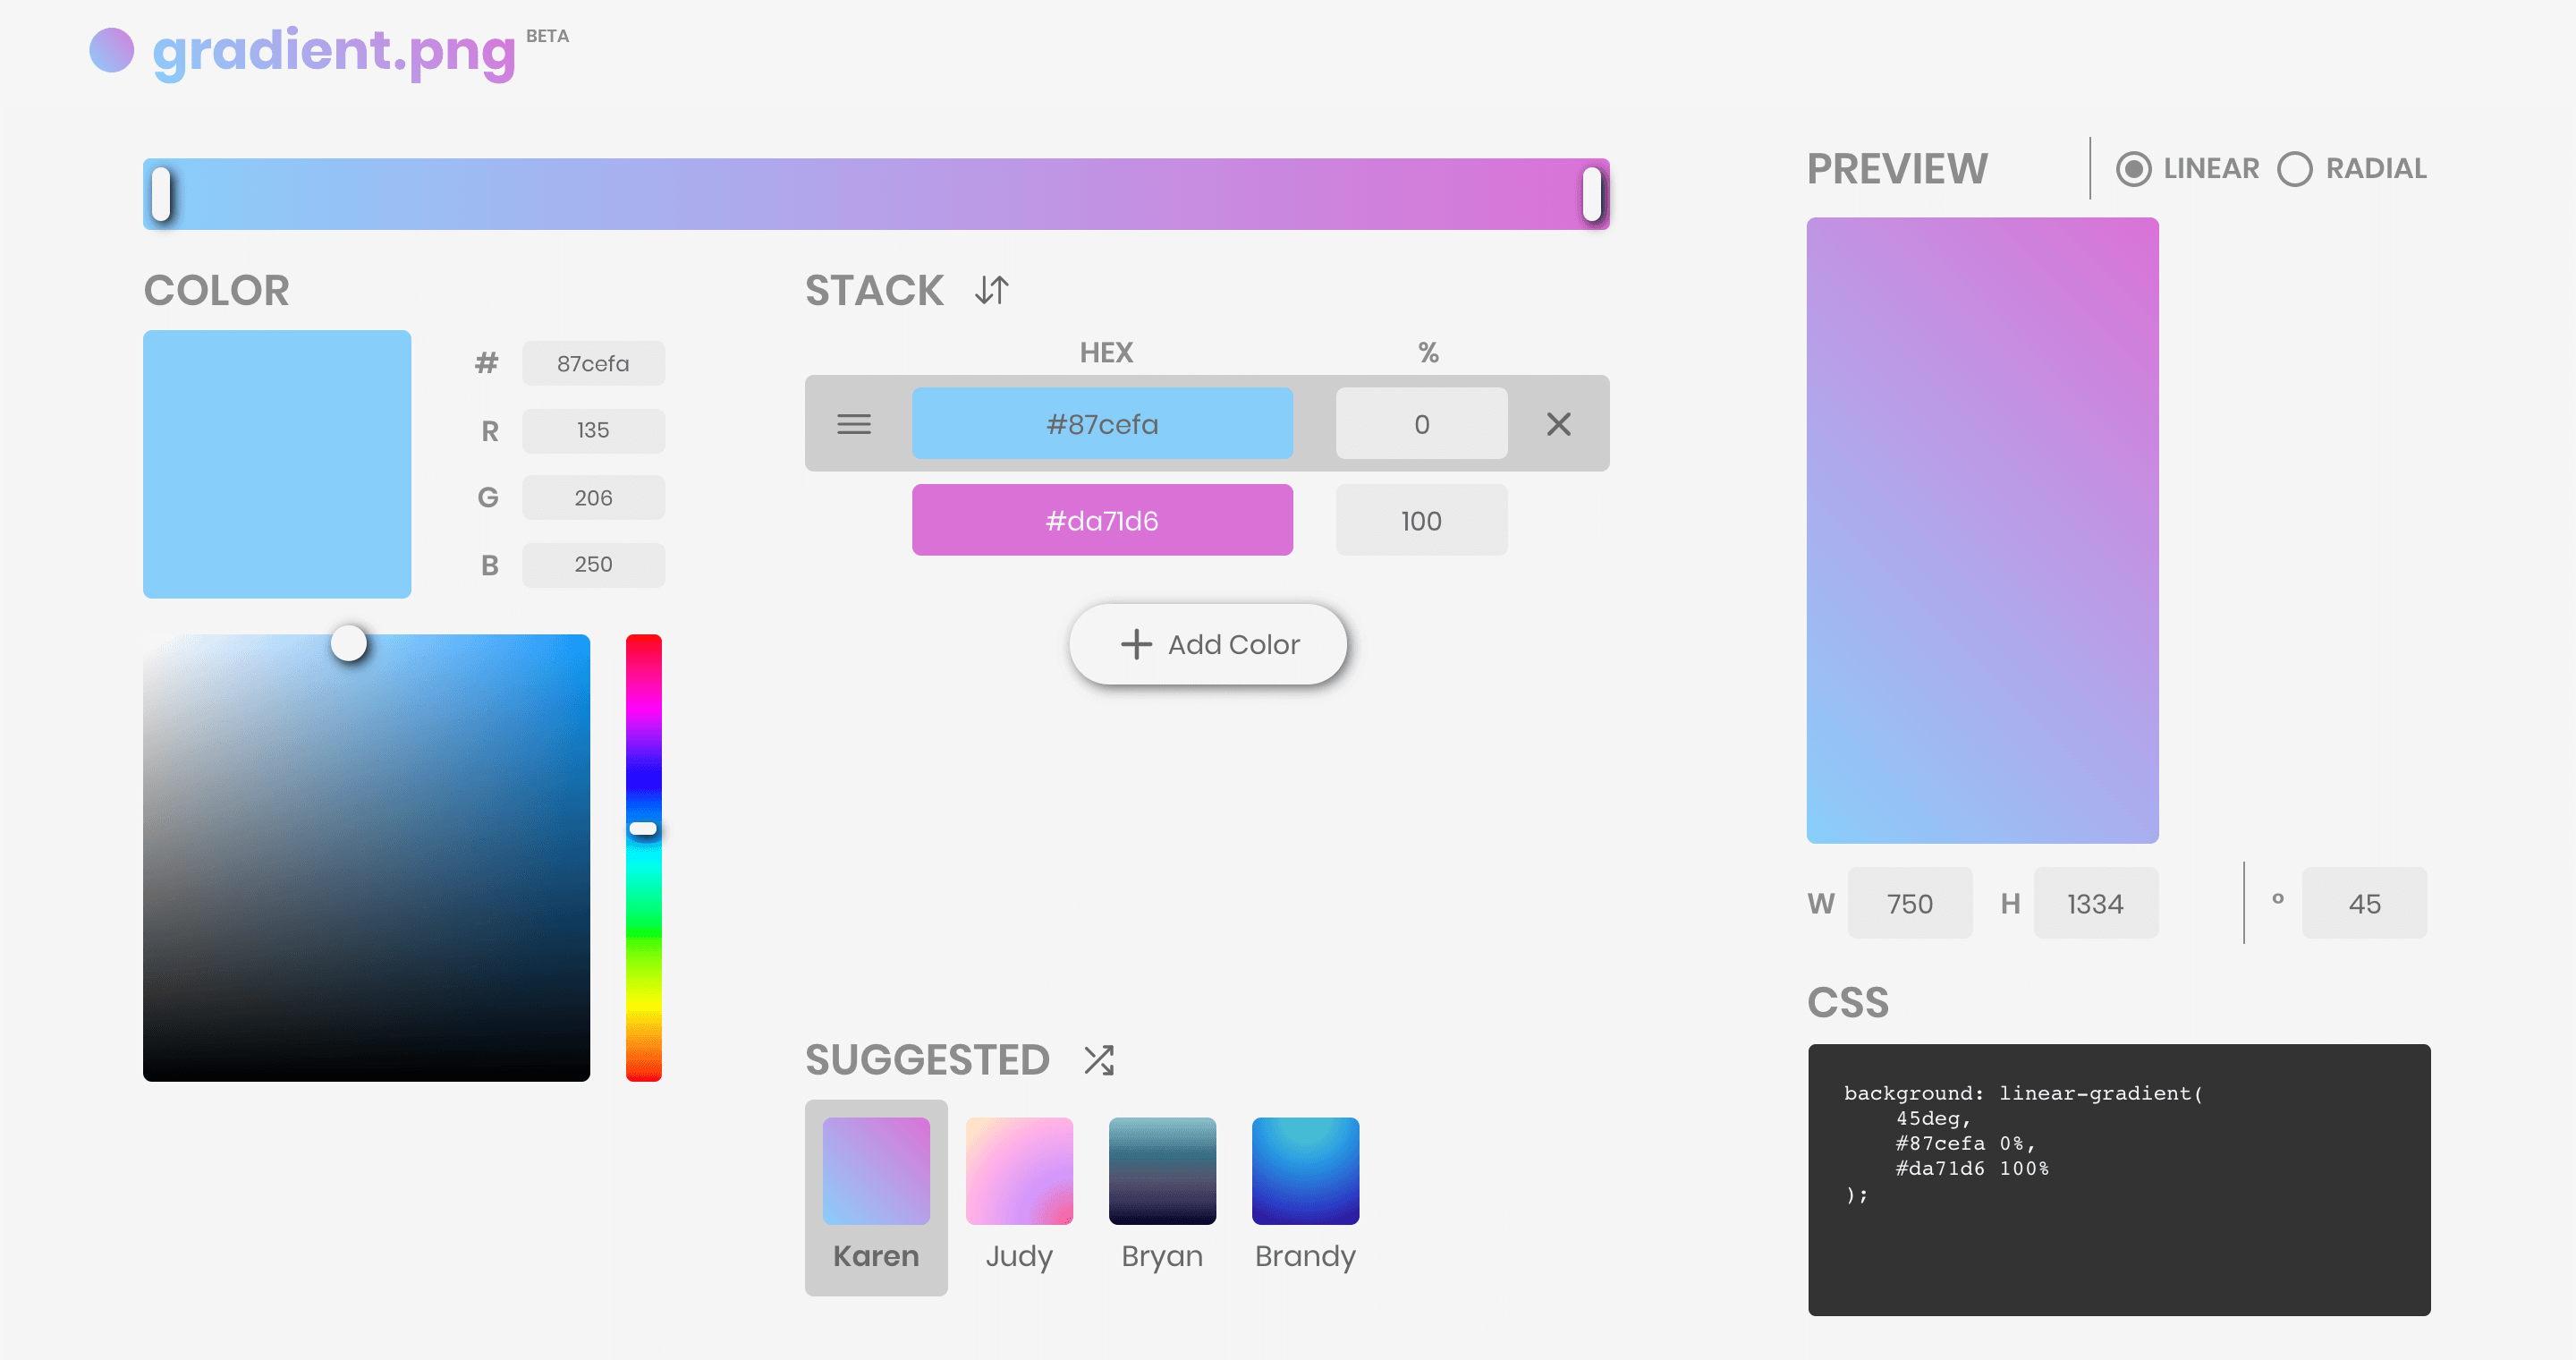 gradient.png BETA
COLOR
# 87cefa
R 135
G 206
B 250
STACK
HEX %
#87cefa 0
#da71d6 100
Add Color
SUGGESTED
Karen Judy Bryan Brandy
PREVIEW LINEAR RADIAL
W 750 H 1334 º 45
CSS
background: linear-gradient(
45deg,
#87cefa 0%,
#da71d6 100%
);